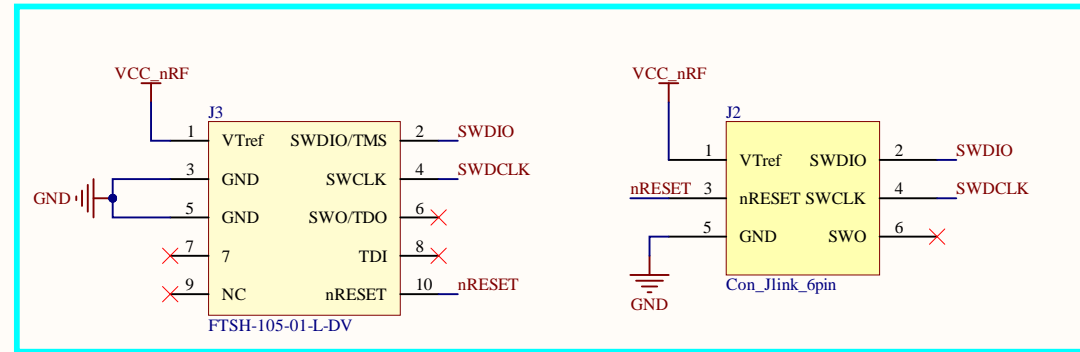 VCC_nRF
J3
1 VTref SWDIO/TMS 2 SWDIO
3 GND SWCLK 4 SWDCLK
GND
5 GND SWO/TDO 6
7 7 TDI 8
9 NC nRESET 10 nRESET
FTSH-105-01-L-DV
VCC_nRF
J2
1 VTref SWDIO 2 SWDIO
nRESET 3 nRESET SWCLK 4 SWDCLK
5 GND SWO 6
GND
Con_Jlink_6pin